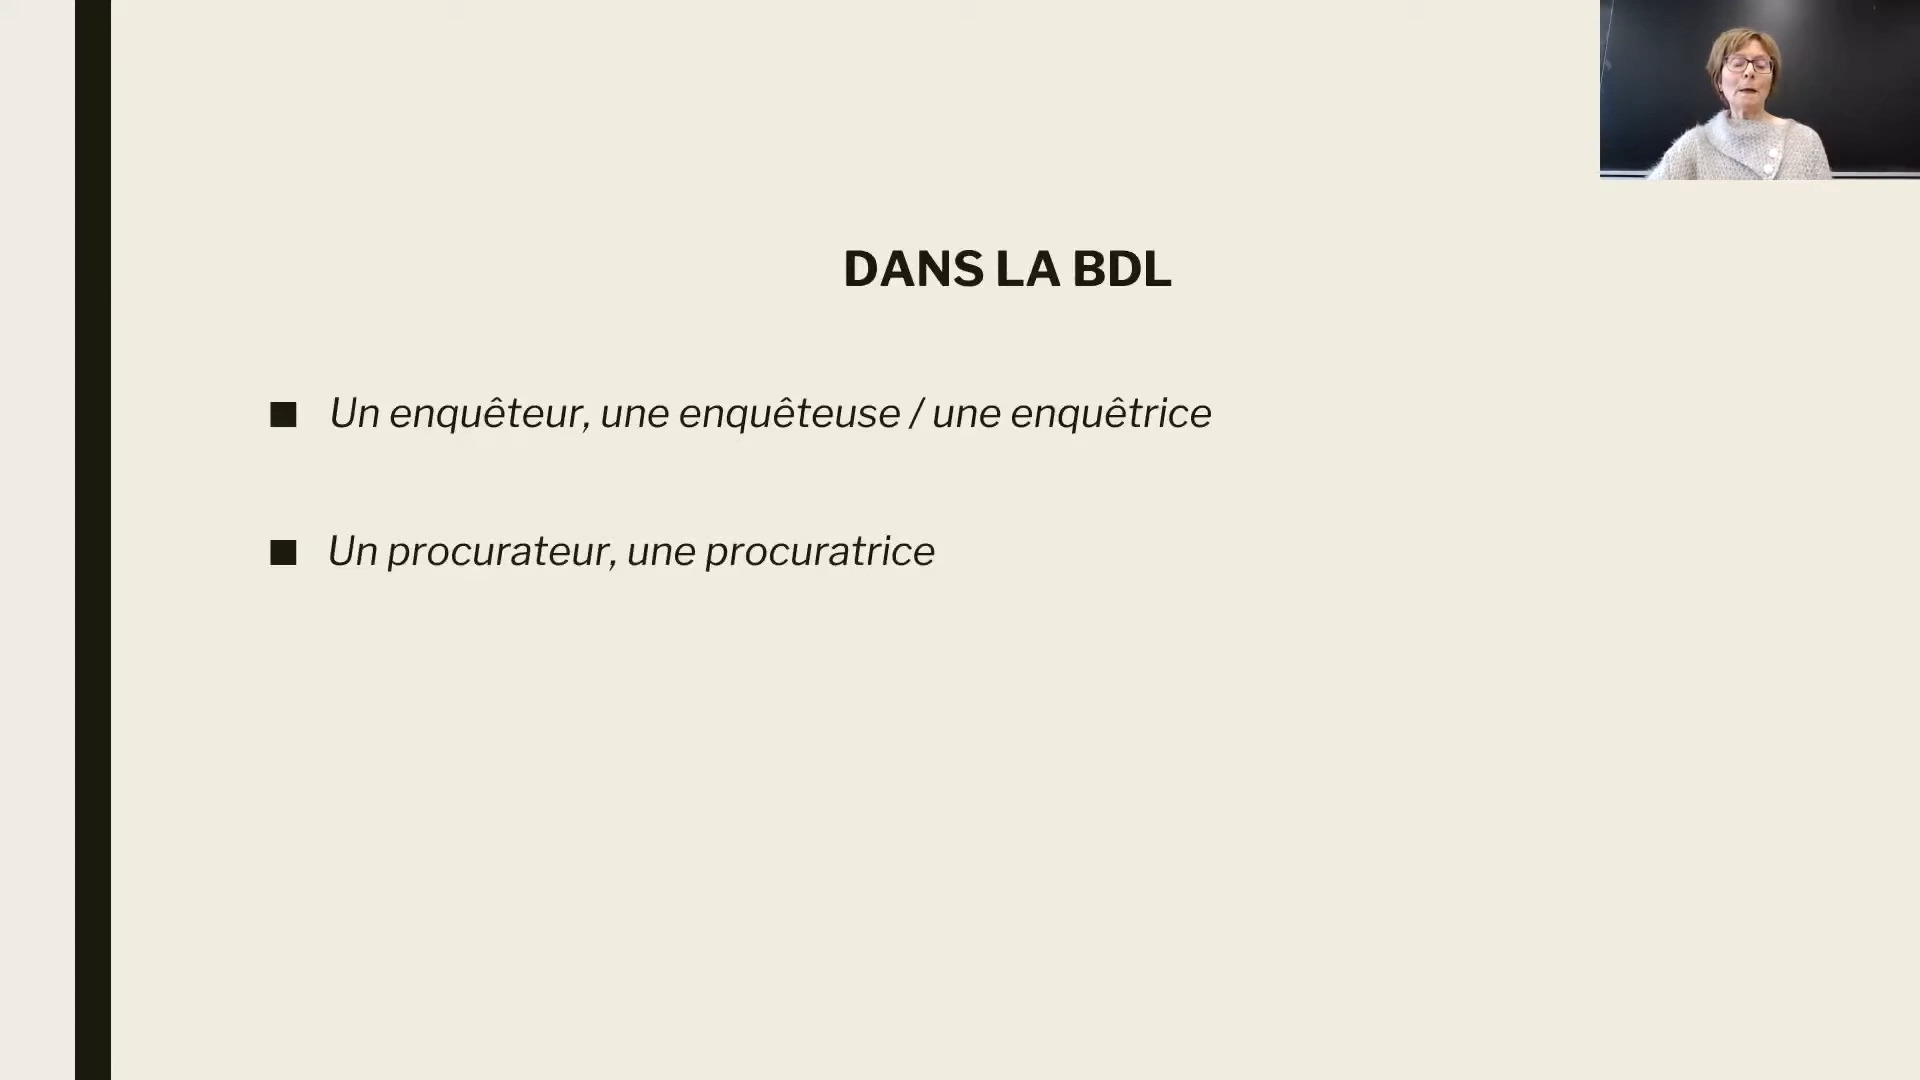 DANS LA BDL
Un enquêteur, une enquêteuse / une enquêtrice
Un procurateur, une procuratrice